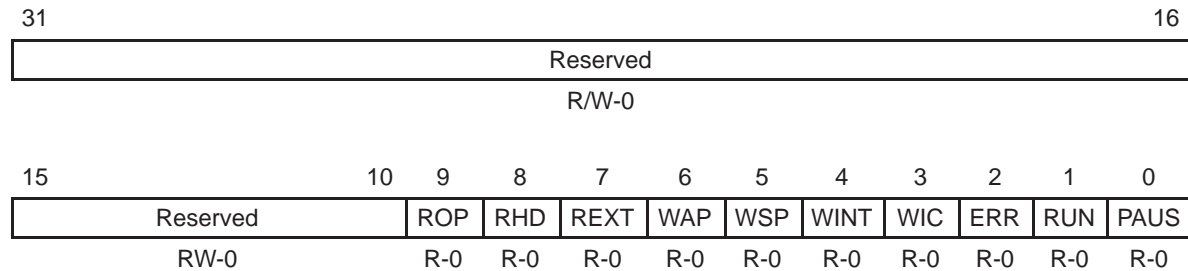 31 16
Reserved
R/W-0
15 10 9 8 7 6 5 4 3 2 1 0
Reserved ROP RHD REXT WAP WSP WINT WIC ERR RUN PAUS
RW-0 R-0 R-0 R-0 R-0 R-0 R-0 R-0 R-0 R-0 R-0